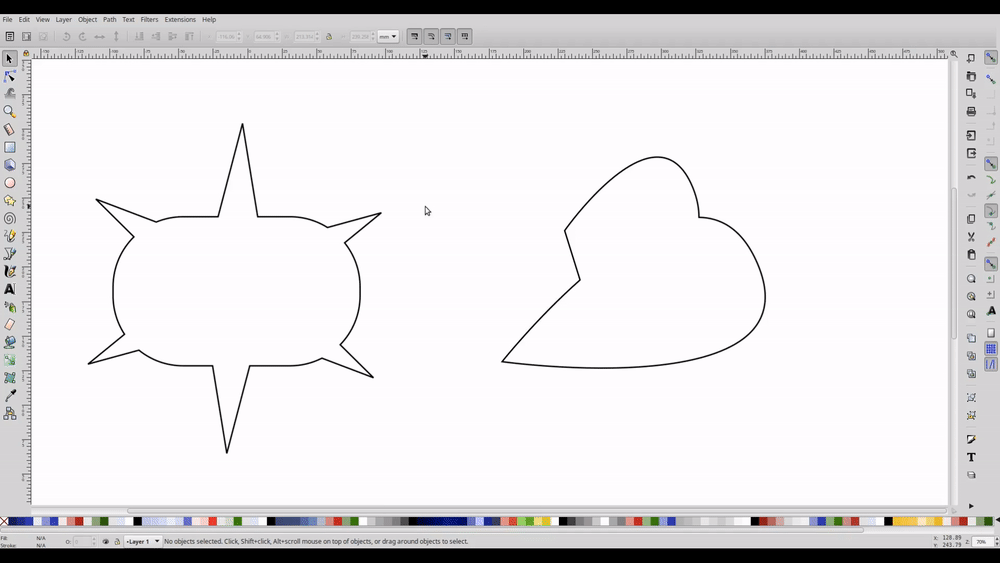 File Edit View Layer Object Path Text Filters Extensions Help
mm
Fill: N/A
Stroke: N/A
O:
Layer 1
No objects selected. Click, Shift+click, Alt+scroll mouse on top of objects, or drag around objects to select.
X: 128.89
Y: 243.79
Z: 70%